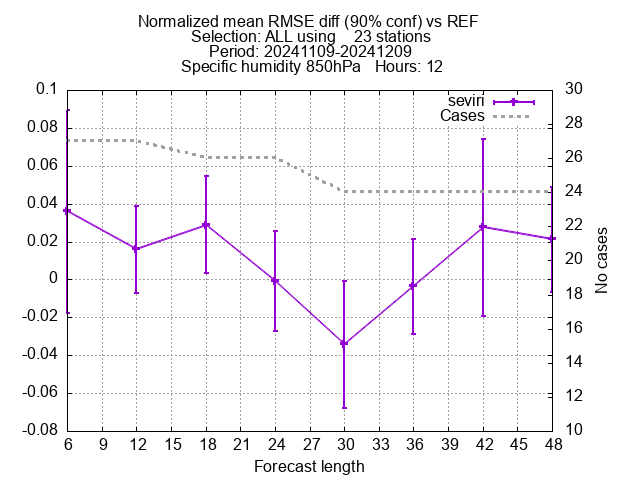 Normalized mean RMSE diff (90% conf) vs REF
Selection: ALL using    23 stations
Period: 20241109-20241209
Specific humidity 850hPa   Hours: 12
0.1
0.08
0.06
0.04
0.02
0
-0.02
-0.04
-0.06
-0.08
30
28
26
24
22
20
18
16
14
12
10
seviri
Cases
No cases
6 9 12 15 18 21 24 27 30 33 36 39 42 45 48
Forecast length